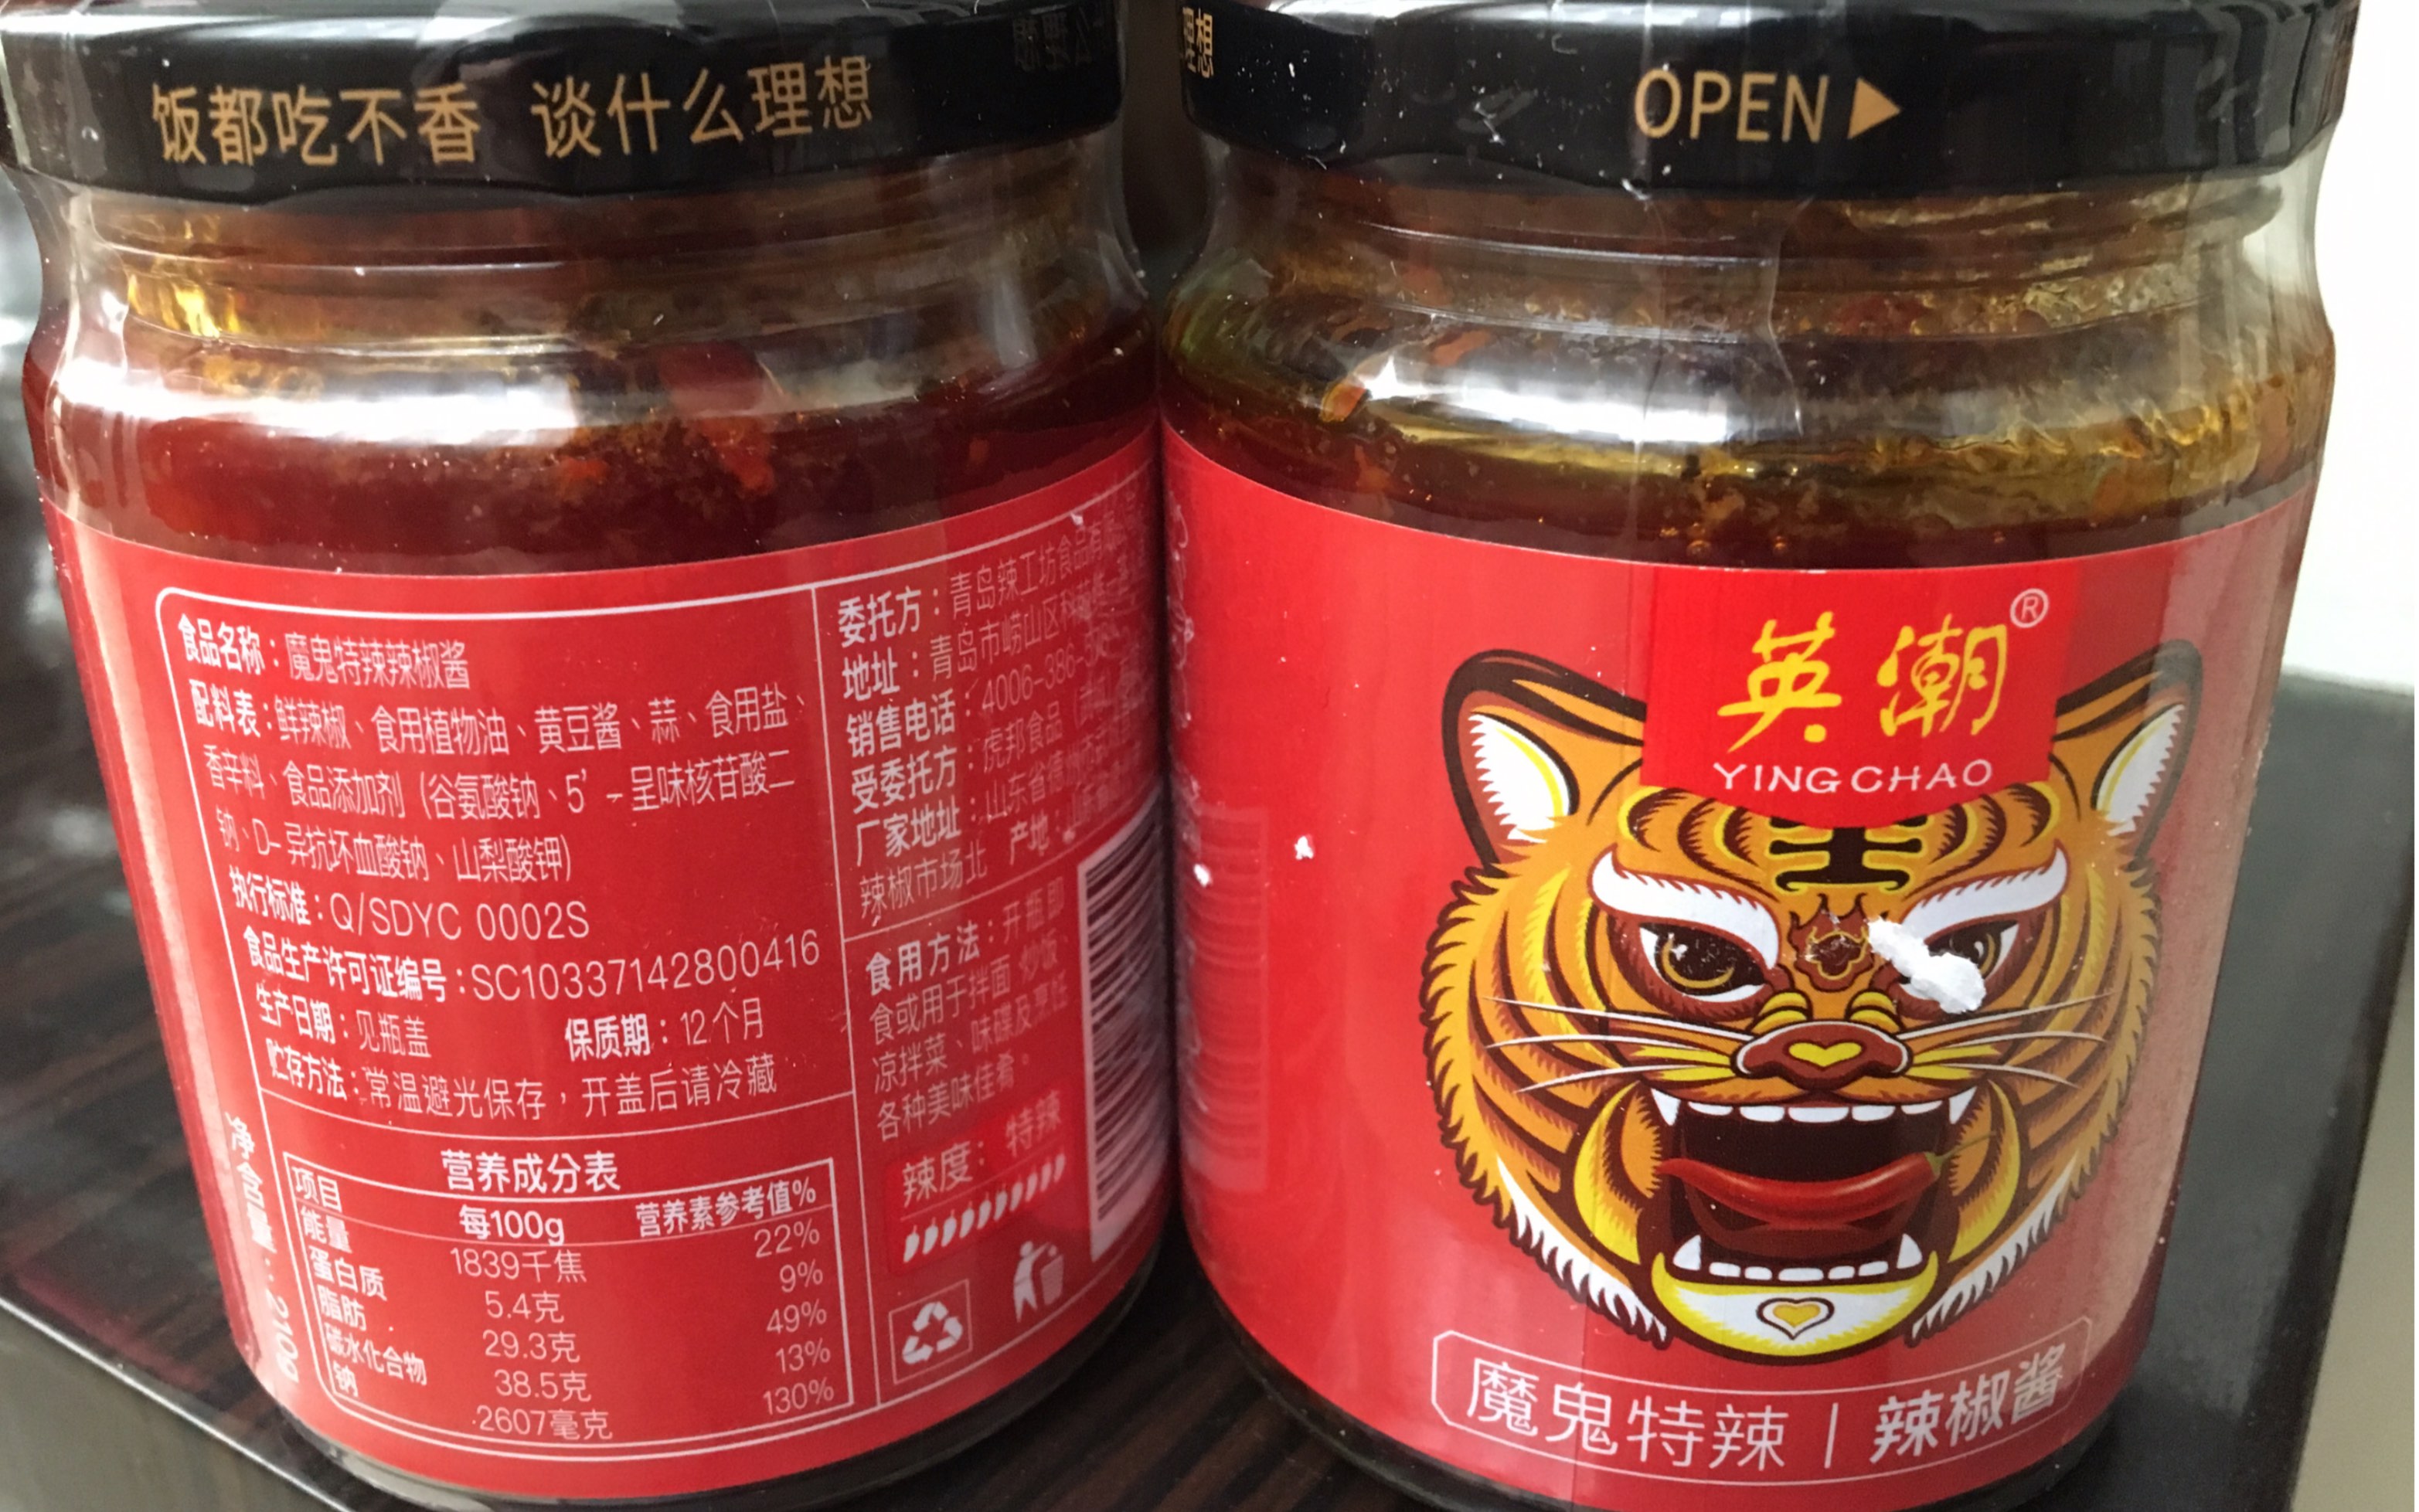 饭都吃不香 谈什么理想
理想
OPEN
食品名称：魔鬼特辣辣椒酱
配料表：鲜辣椒、食用植物油、黄豆酱、蒜、食用盐、
香辛料、食品添加剂（谷氨酸钠、5'-呈味核苷酸二
钠、D-异抗坏血酸钠、山梨酸钾）
执行标准：Q/SDYC 0002S
食品生产许可证编号：SC10337142800416
生产日期：见瓶盖 保质期：12个月
贮存方法：常温避光保存，开盖后请冷藏
净含量：210g
营养成分表
项目 每100g 营养素参考值%
能量 1839千焦 22%
蛋白质 5.4克 9%
脂肪 29.3克 49%
碳水化合物 38.5克 13%
钠 2607毫克 130%
委托方：青岛辣工坊食品有限
地址：青岛市崂山区
销售电话：4006-386-
受委托方：虎邦食品
厂家地址：山东省德州市
辣椒市场北 产地：
食用方法：开瓶即
食或用于拌面、炒饭
凉拌菜、味碟及烹饪
各种美味佳肴。
辣度：特辣
英潮®
YINGCHAO
魔鬼特辣|辣椒酱